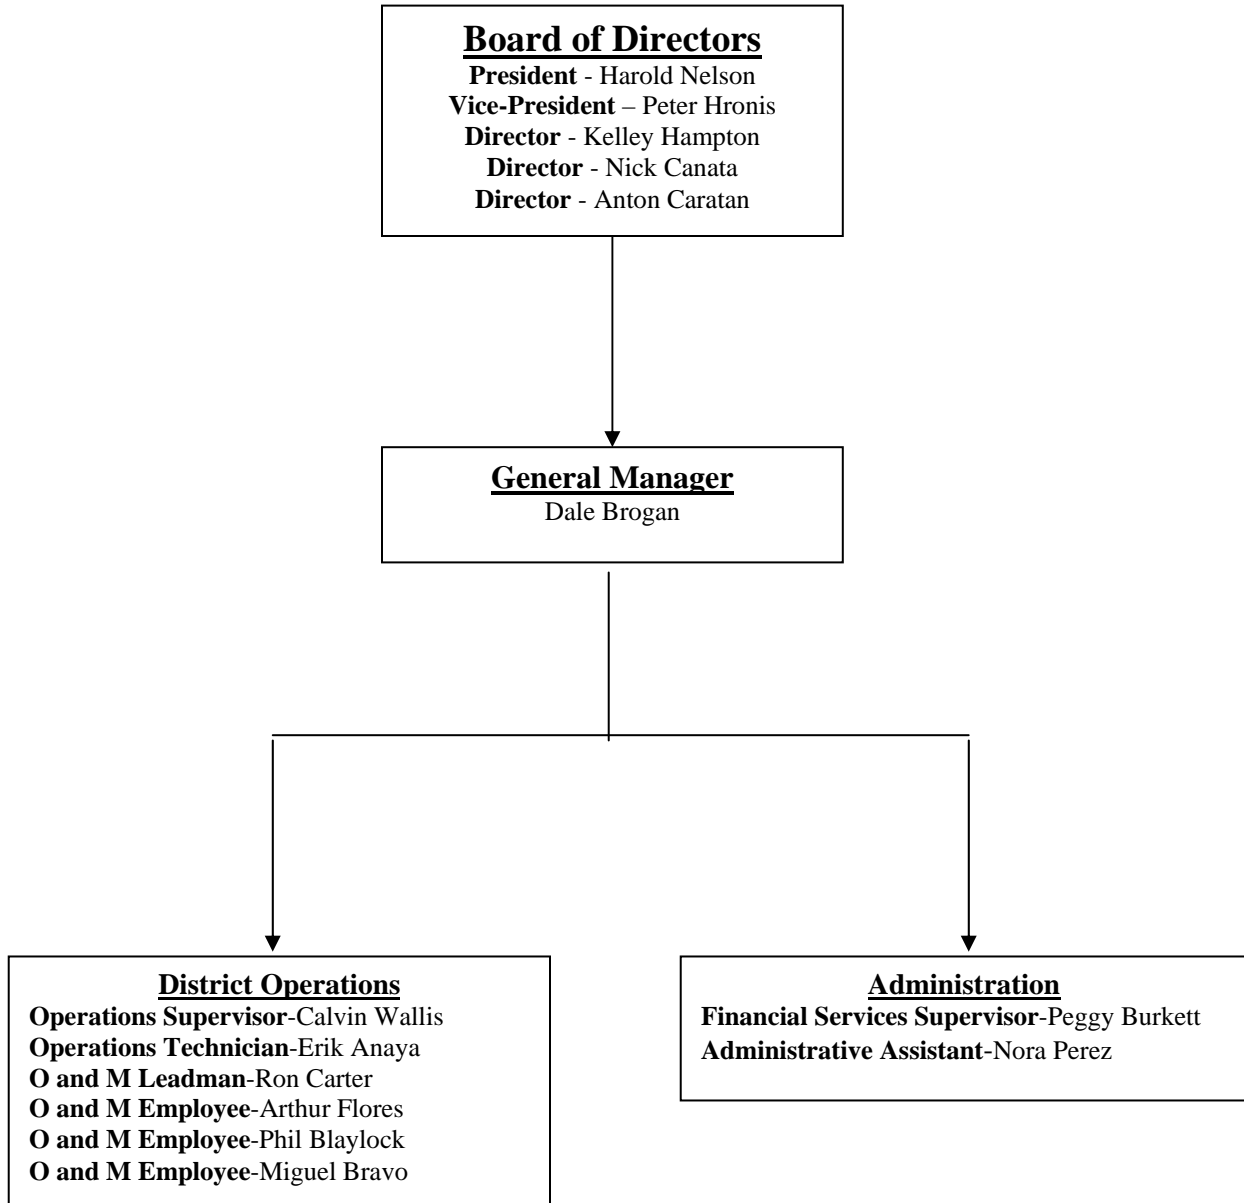 Board of Directors
President - Harold Nelson
Vice-President – Peter Hronis
Director - Kelley Hampton
Director - Nick Canata
Director - Anton Caratan
General Manager
Dale Brogan
District Operations
Operations Supervisor-Calvin Wallis
Operations Technician-Erik Anaya
O and M Leadman-Ron Carter
O and M Employee-Arthur Flores
O and M Employee-Phil Blaylock
O and M Employee-Miguel Bravo
Administration
Financial Services Supervisor-Peggy Burkett
Administrative Assistant-Nora Perez